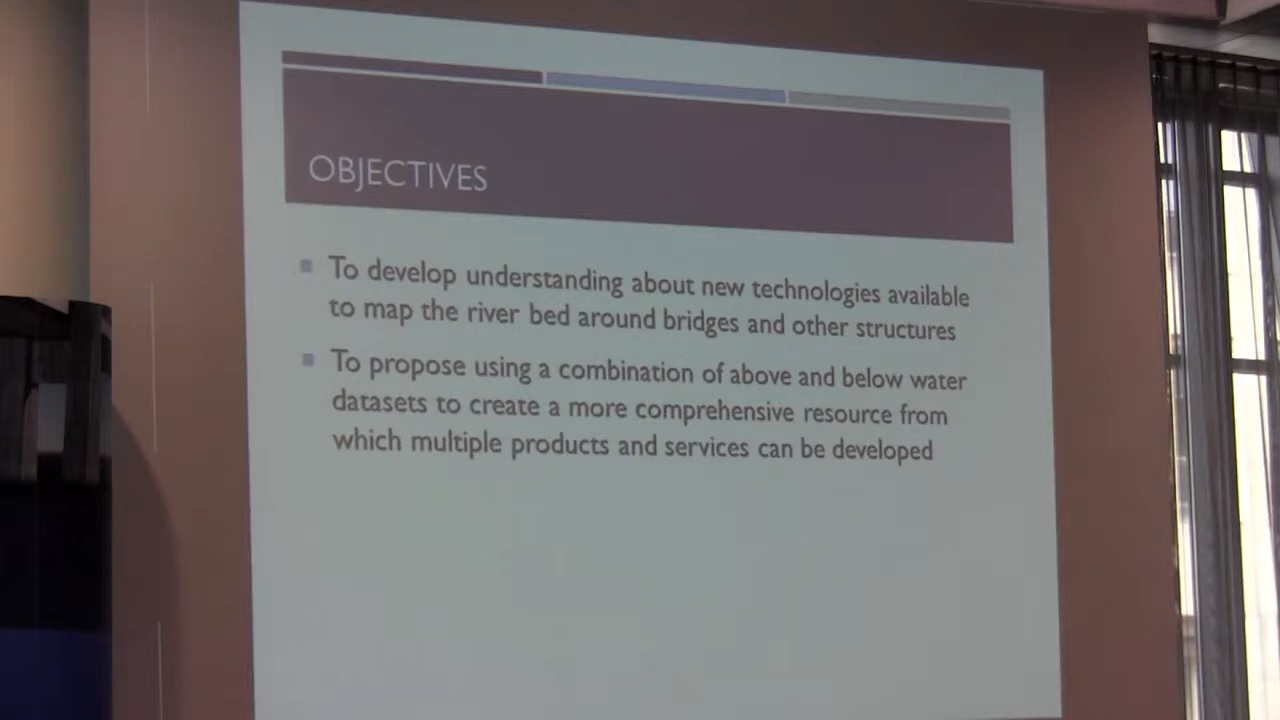 OBJECTIVES
To develop understanding about new technologies available
to map the river bed around bridges and other structures
To propose using a combination of above and below water
datasets to create a more comprehensive resource from
which multiple products and services can be developed